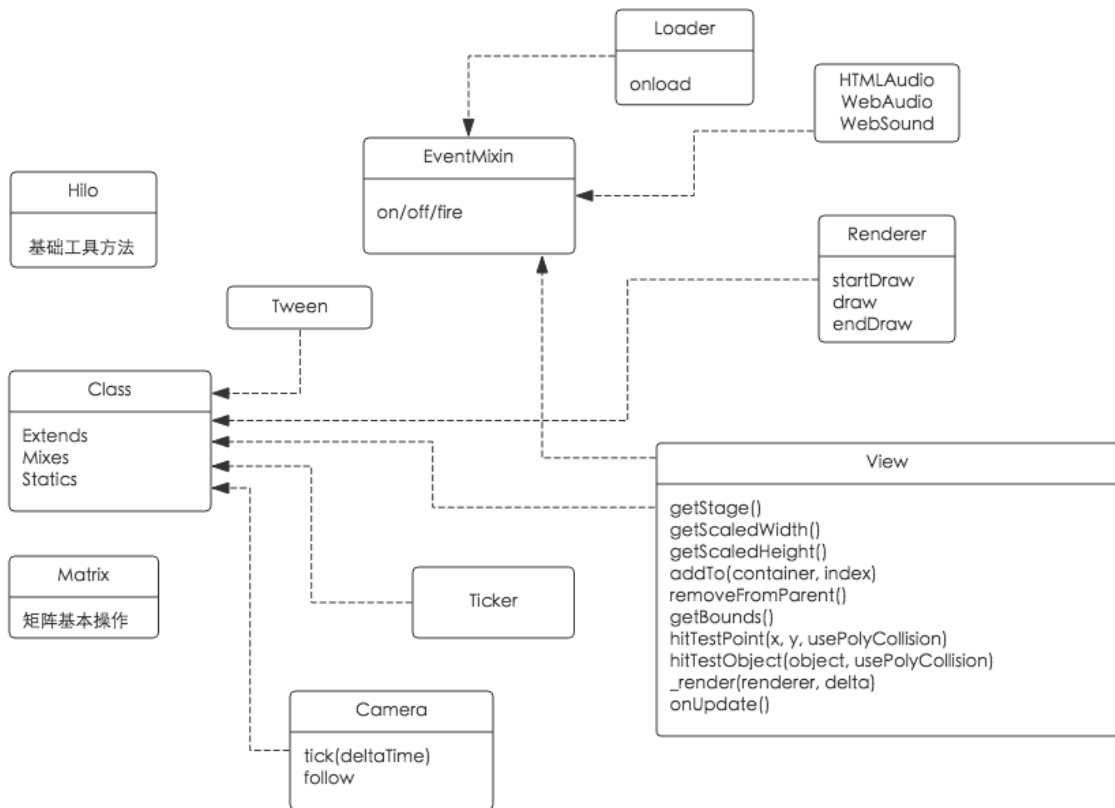 Loader
onload
HTMLAudio
WebAudio
WebSound
EventMixin
on/off/fire
Hilo
基础工具方法
Renderer
startDraw
draw
endDraw
Tween
Class
Extends
Mixes
Statics
View
getStage()
getScaledWidth()
getScaledHeight()
addTo(container, index)
removeFromParent()
getBounds()
hitTestPoint(x, y, usePolyCollision)
hitTestObject(object, usePolyCollision)
_render(renderer, delta)
onUpdate()
Matrix
矩阵基本操作
Ticker
Camera
tick(deltaTime)
follow